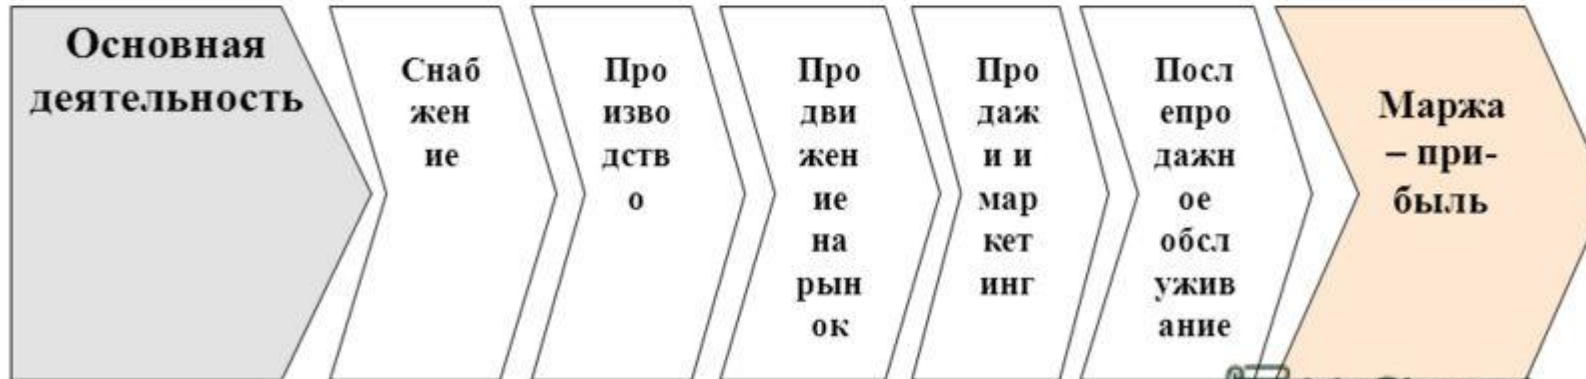 Основная
деятельность
Снаб
жен
ие
Про
изво
дств
о
Про
дви
жен
ие
на
рын
ок
Про
даж
и и
мар
кет
инг
Посл
епро
дажн
ое
обсл
ужив
ание
Маржа
– при-
быль